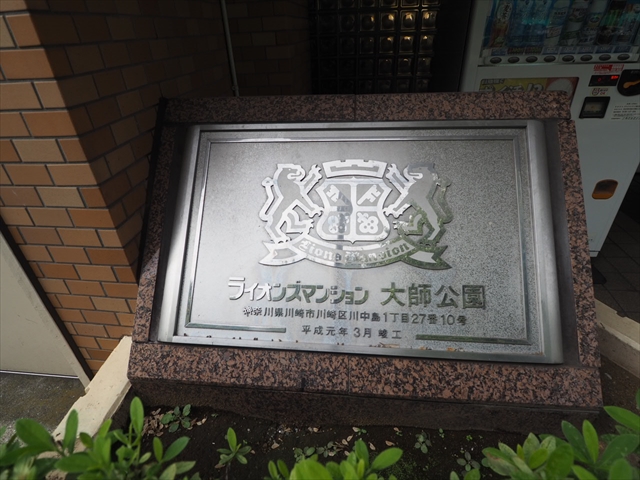 Lions Mansion
ライオンズマンション 大師公園
神奈川県川崎市川崎区川中島1丁目27番10号
平成元年3月竣工